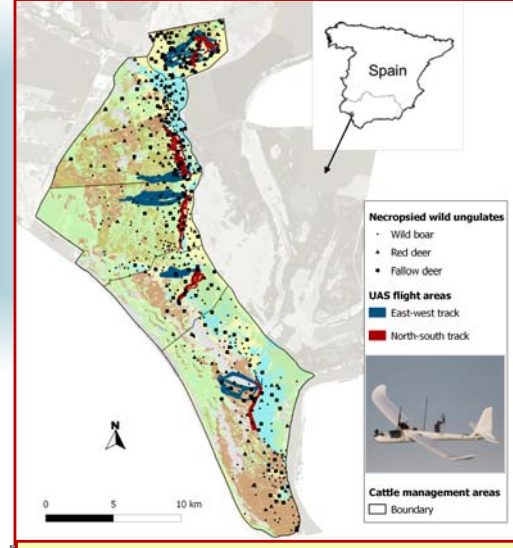 Spain
Necropsied wild ungulates
Wild boar
Red deer
Fallow deer
UAS flight areas
East-west track
North-south track
N
Cattle management areas
Boundary
0 5 10 km